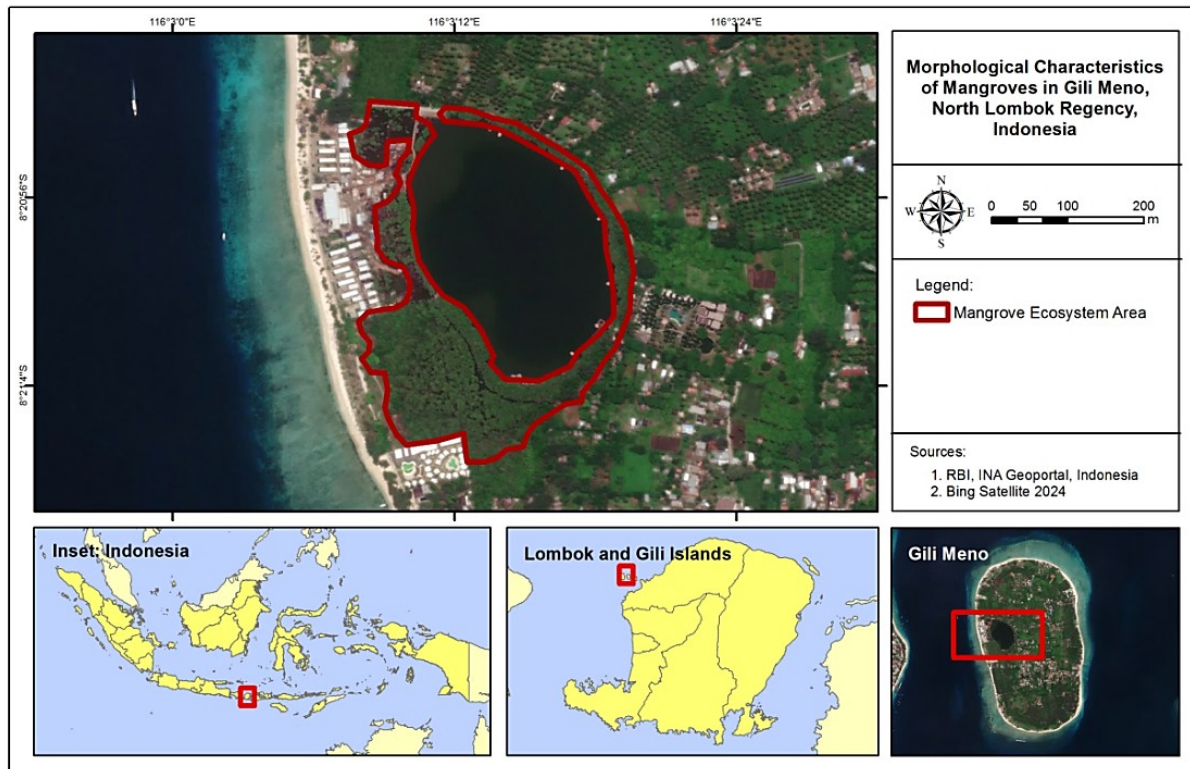 116°3'0"E
116°3'12"E
116°3'24"E
8°20'56"S
8°21'4"S
Morphological Characteristics
of Mangroves in Gili Meno,
North Lombok Regency,
Indonesia
N
W
E
S
0 50 100 200
m
Legend:
Mangrove Ecosystem Area
Sources:
1. RBI, INA Geoportal, Indonesia
2. Bing Satellite 2024
Inset: Indonesia
Lombok and Gili Islands
Gili Meno